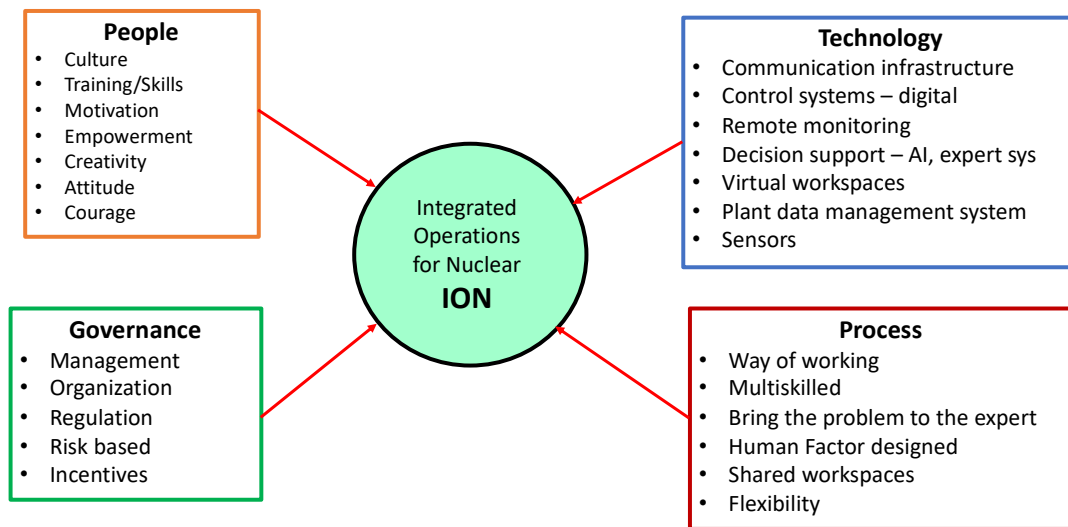 People
• Culture
• Training/Skills
• Motivation
• Empowerment
• Creativity
• Attitude
• Courage
Technology
• Communication infrastructure
• Control systems – digital
• Remote monitoring
• Decision support – AI, expert sys
• Virtual workspaces
• Plant data management system
• Sensors
Integrated
Operations
for Nuclear
ION
Governance
• Management
• Organization
• Regulation
• Risk based
• Incentives
Process
• Way of working
• Multiskilled
• Bring the problem to the expert
• Human Factor designed
• Shared workspaces
• Flexibility